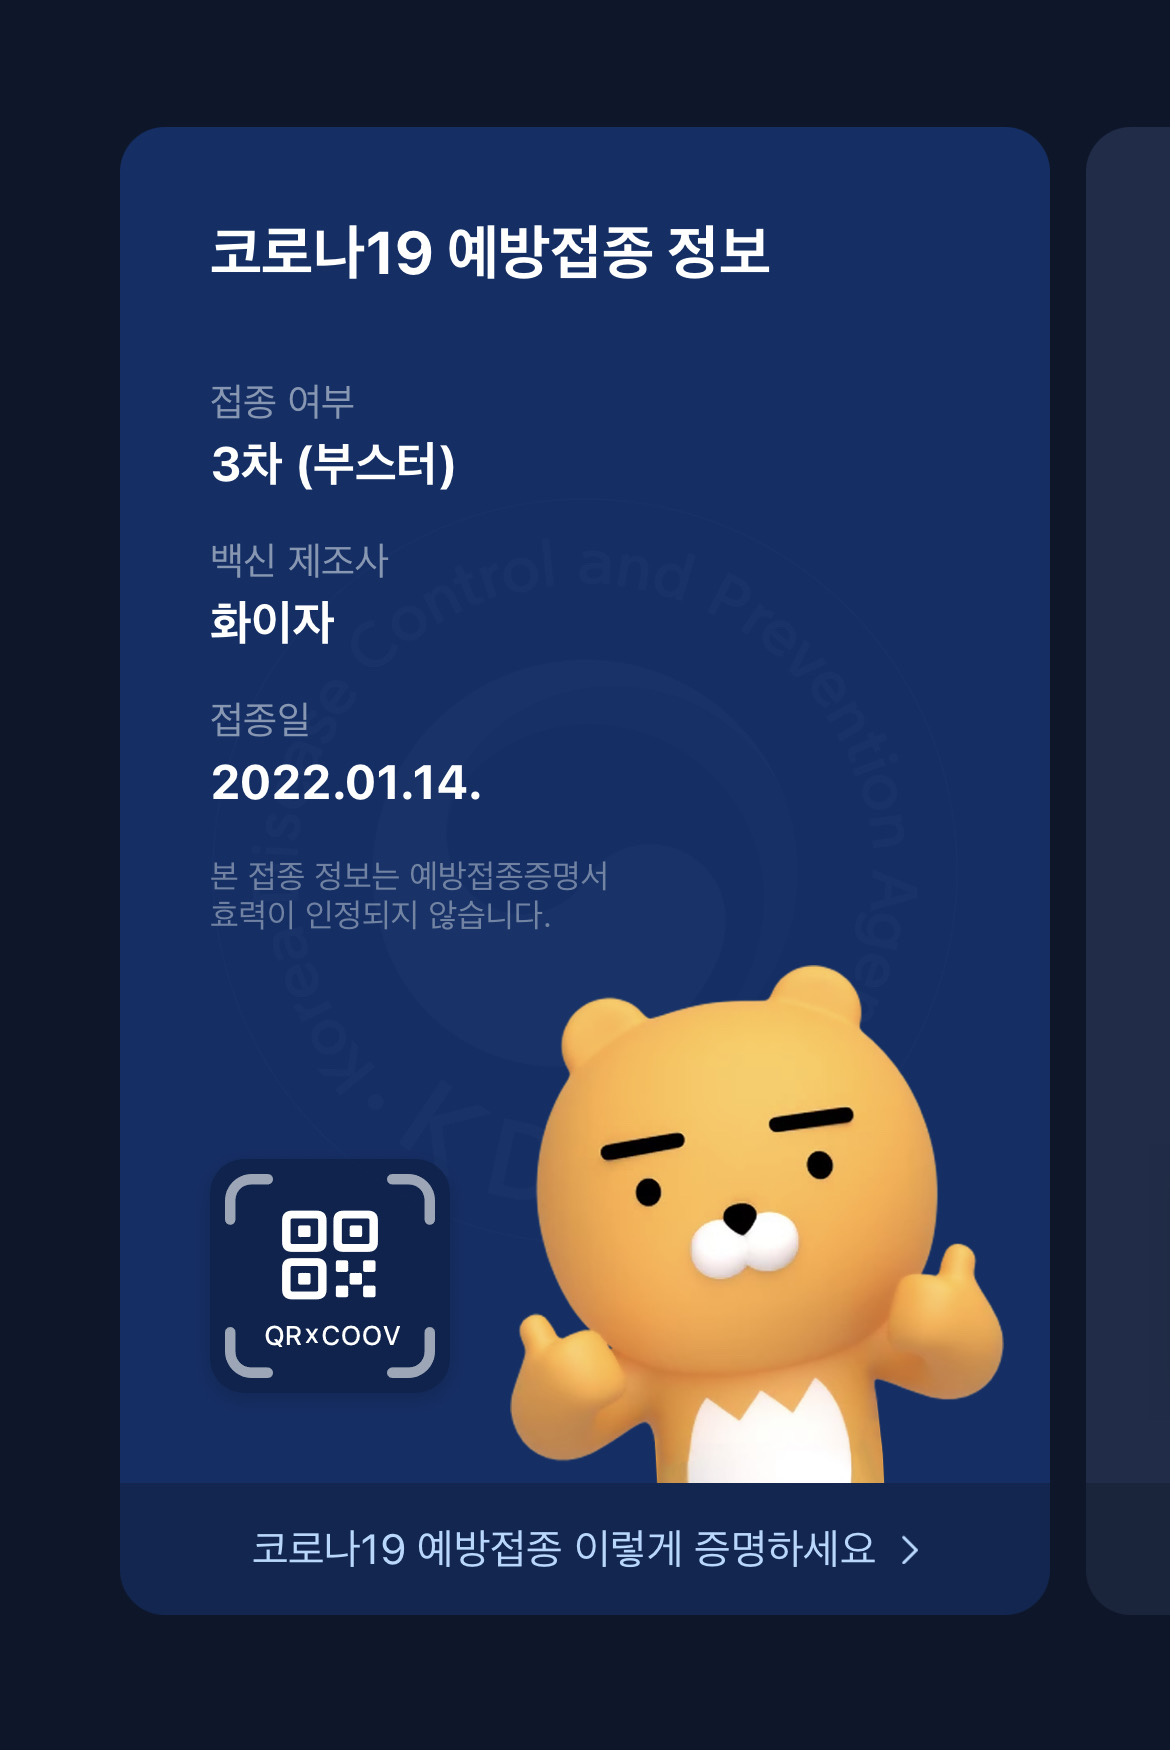 코로나19 예방접종 정보
접종 여부
3차 (부스터)
백신 제조사
화이자
접종일
2022.01.14.
본 접종 정보는 예방접종증명서
효력이 인정되지 않습니다.
Korea Disease Control and Prevention
QRxCOOV
코로나19 예방접종 이렇게 증명하세요